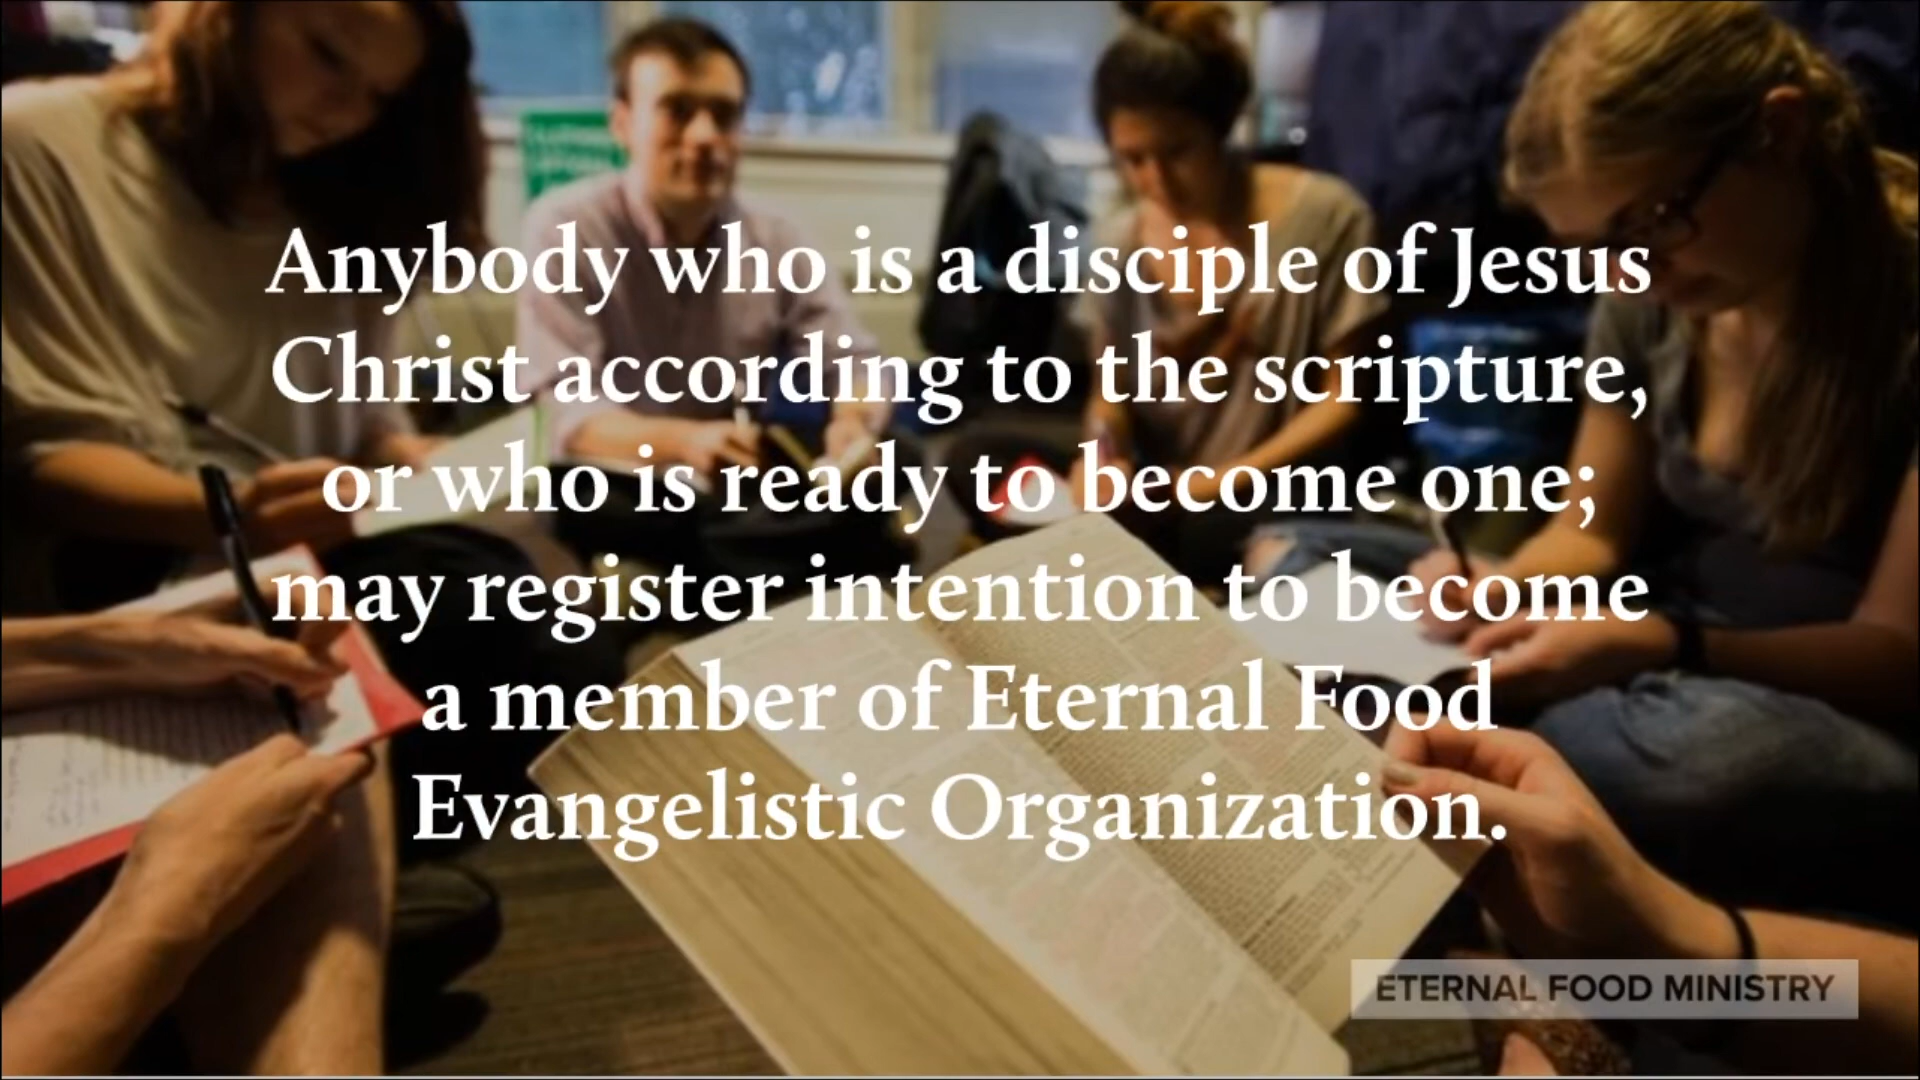 Anybody who is a disciple of Jesus
Christ according to the scripture,
or who is ready to become one;
may register intention to become
a member of Eternal Food
Evangelistic Organization.
ETERNAL FOOD MINISTRY